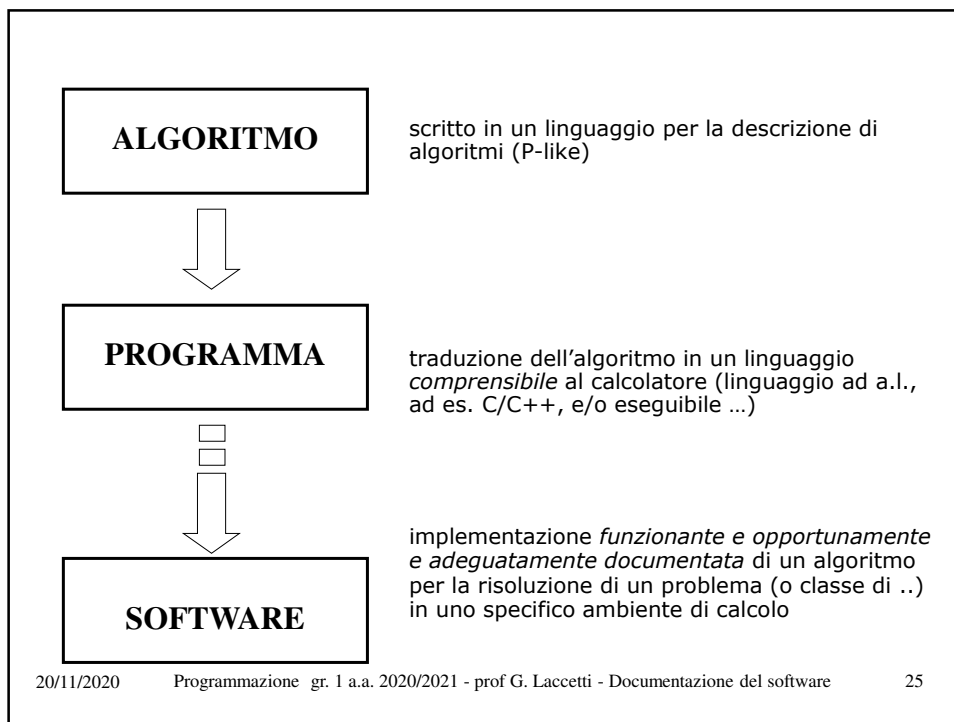 ALGORITMO
scritto in un linguaggio per la descrizione di
algoritmi (P-like)
PROGRAMMA
traduzione dell’algoritmo in un linguaggio
comprensibile al calcolatore (linguaggio ad a.l.,
ad es. C/C++, e/o eseguibile …)
SOFTWARE
implementazione funzionante e opportunamente
e adeguatamente documentata di un algoritmo
per la risoluzione di un problema (o classe di ..)
in uno specifico ambiente di calcolo
20/11/2020 Programmazione gr. 1 a.a. 2020/2021 - prof G. Laccetti - Documentazione del software 25